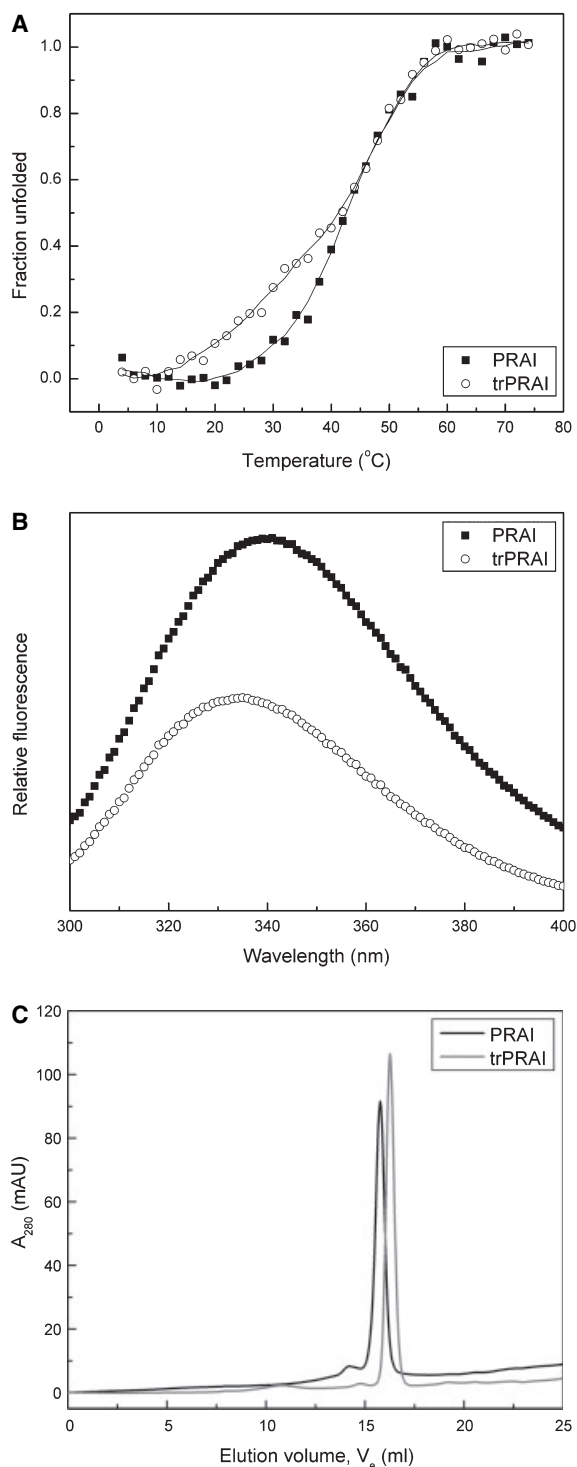 A
1.0
0.8
0.6
0.4
0.2
0.0
Fraction unfolded
PRAI
trPRAI
0 10 20 30 40 50 60 70 80
Temperature (°C)
B
PRAI
trPRAI
Relative fluorescence
300 320 340 360 380 400
Wavelength (nm)
C
120
100
80
60
40
20
0
A280 (mAU)
PRAI
trPRAI
0 5 10 15 20 25
Elution volume, Ve (ml)